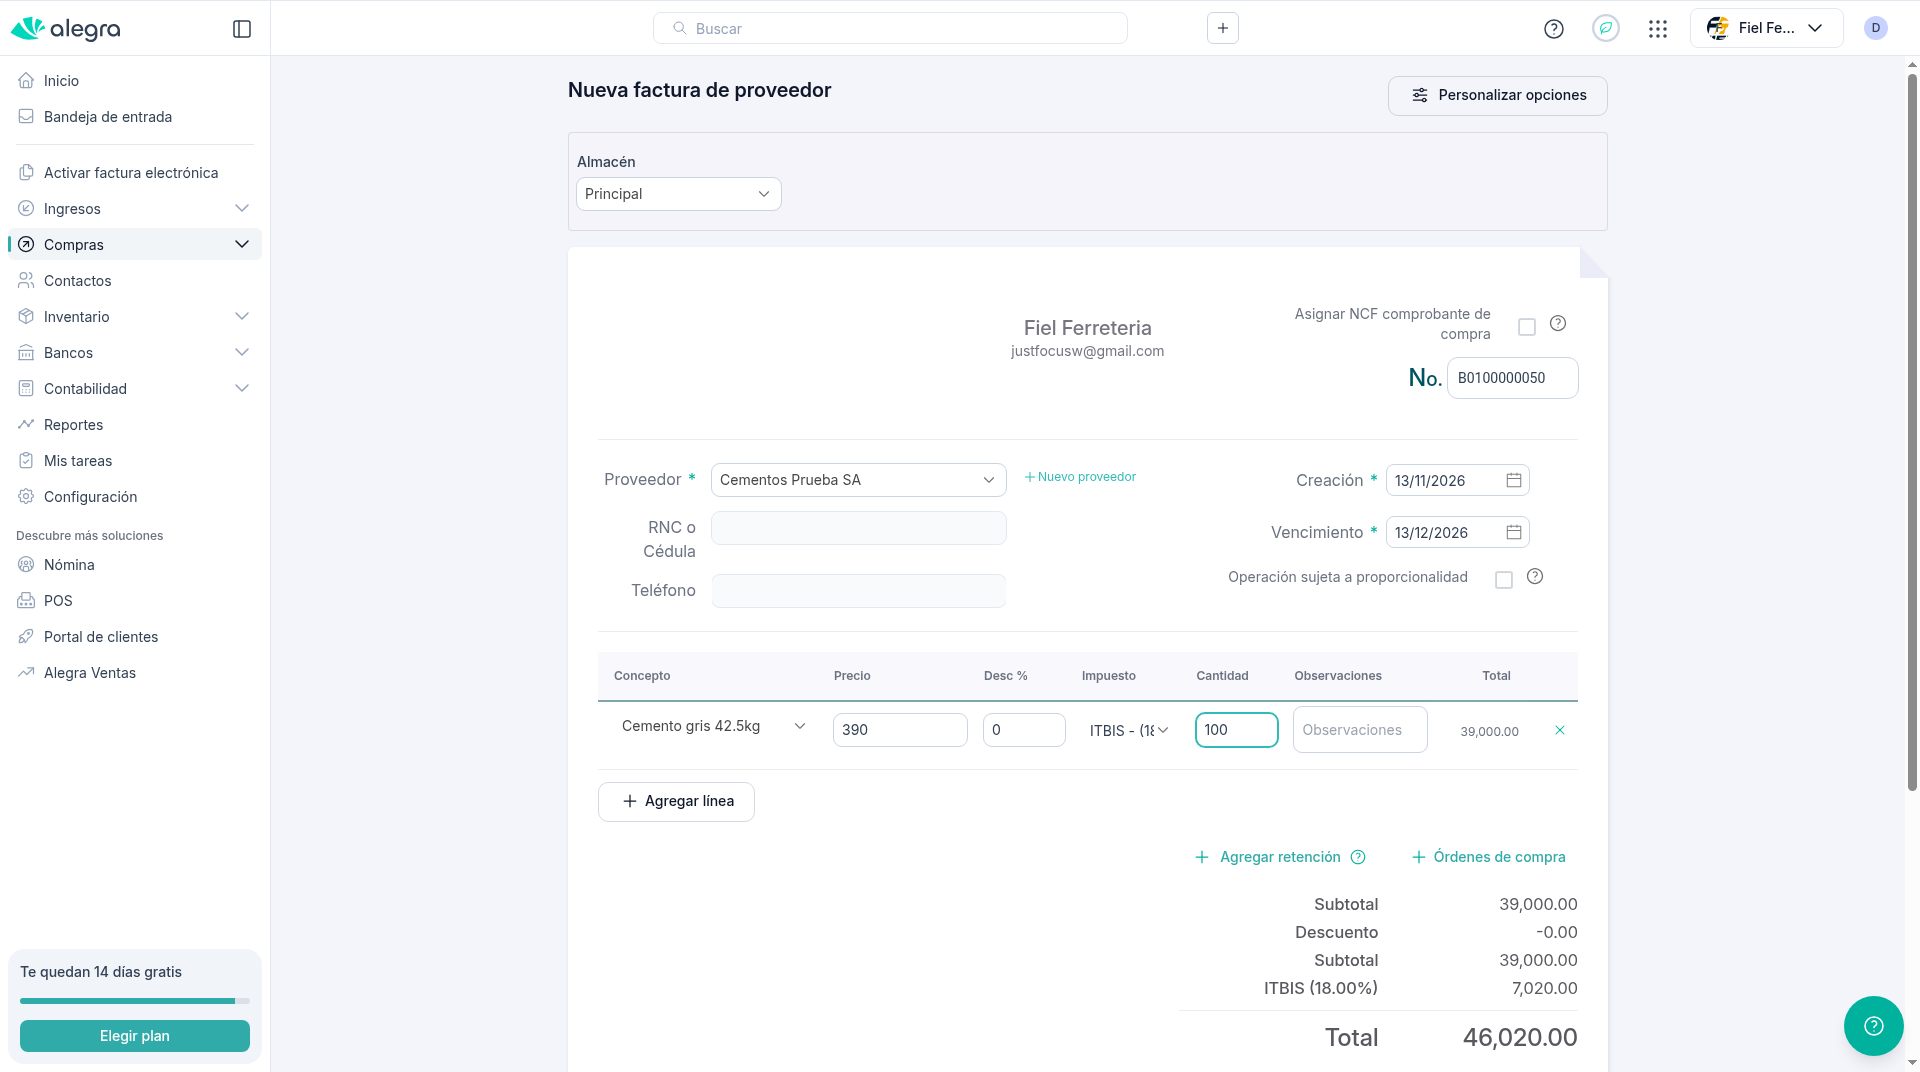 alegra
Buscar
Fiel Fe...
D
Inicio
Bandeja de entrada
Activar factura electrónica
Ingresos
Compras
Contactos
Inventario
Bancos
Contabilidad
Reportes
Mis tareas
Configuración
Descubre más soluciones
Nómina
POS
Portal de clientes
Alegra Ventas
Te quedan 14 días gratis
Elegir plan
Nueva factura de proveedor
Personalizar opciones
Almacén
Principal
Fiel Ferreteria
justfocusw@gmail.com
Asignar NCF comprobante de
compra
No. B0100000050
Proveedor * Cementos Prueba SA
Nuevo proveedor
RNC o
Cédula
Teléfono
Creación * 13/11/2026
Vencimiento * 13/12/2026
Operación sujeta a proporcionalidad
Concepto Precio Desc % Impuesto Cantidad Observaciones Total
Cemento gris 42.5kg 390 0 ITBIS - (18 100 Observaciones 39,000.00
Agregar línea
Agregar retención
Órdenes de compra
Subtotal 39,000.00
Descuento -0.00
Subtotal 39,000.00
ITBIS (18.00%) 7,020.00
Total 46,020.00